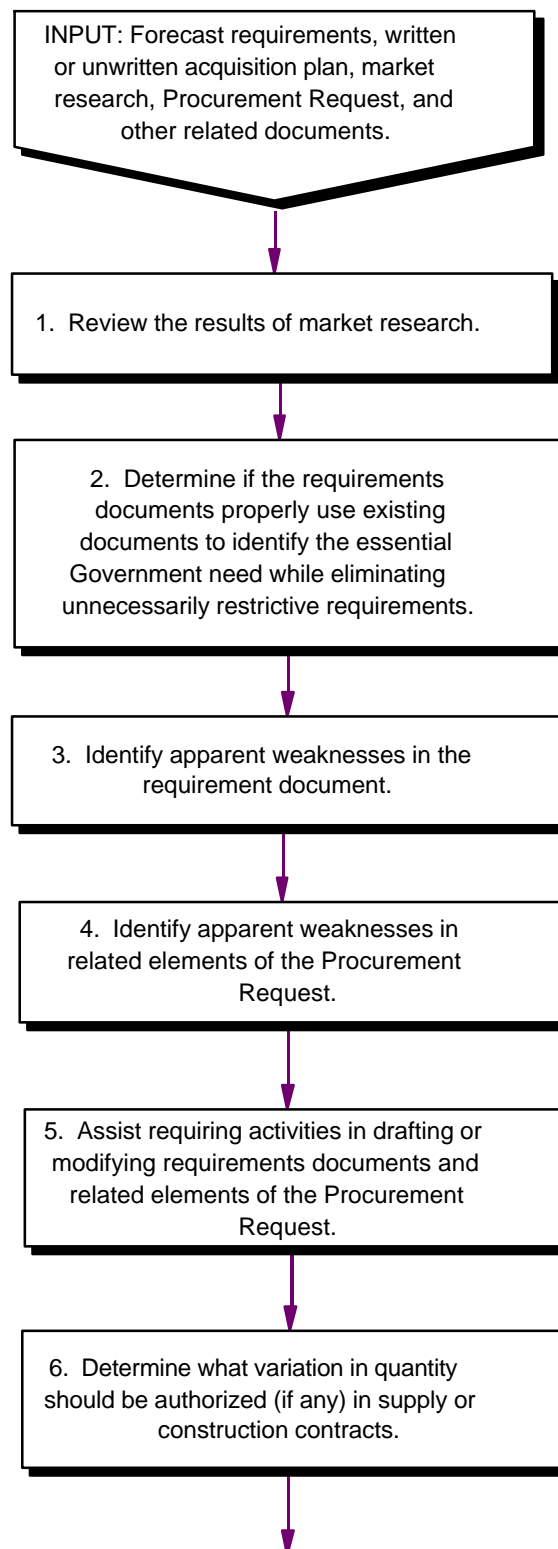 INPUT: Forecast requirements, written
or unwritten acquisition plan, market
research, Procurement Request, and
other related documents.
1. Review the results of market research.
2. Determine if the requirements
documents properly use existing
documents to identify the essential
Government need while eliminating
unnecessarily restrictive requirements.
3. Identify apparent weaknesses in the
requirement document.
4. Identify apparent weaknesses in
related elements of the Procurement
Request.
5. Assist requiring activities in drafting or
modifying requirements documents and
related elements of the Procurement
Request.
6. Determine what variation in quantity
should be authorized (if any) in supply or
construction contracts.